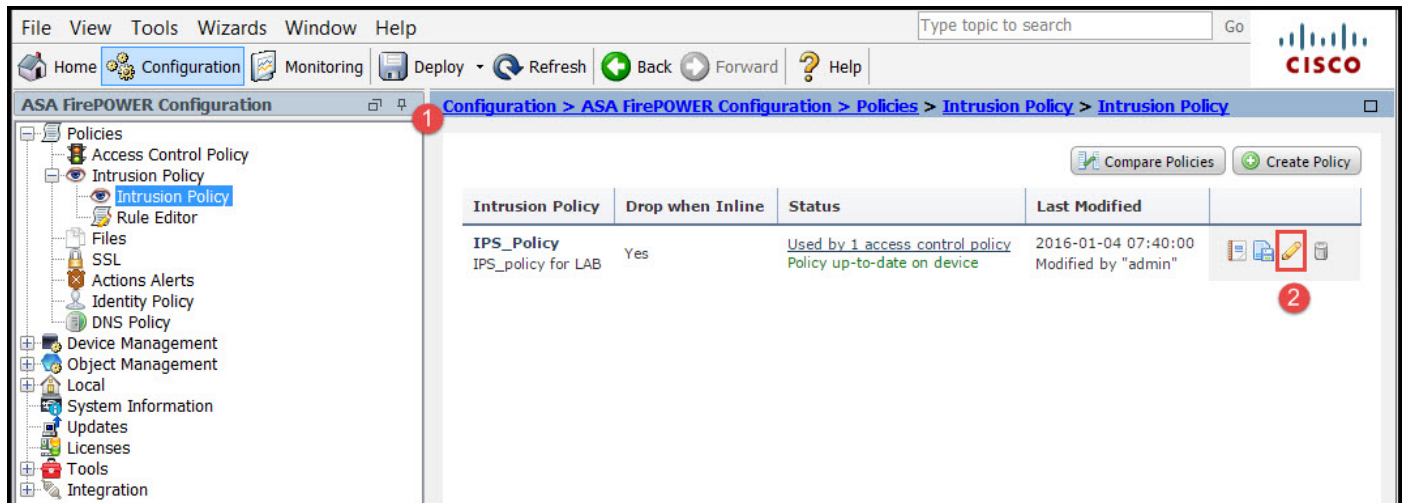 File View Tools Wizards Window Help
Type topic to search Go
CISCO
Home Configuration Monitoring Deploy Refresh Back Forward Help
ASA FirePOWER Configuration
1
Configuration > ASA FirePOWER Configuration > Policies > Intrusion Policy > Intrusion Policy
Policies
Access Control Policy
Intrusion Policy
Intrusion Policy
Rule Editor
Files
SSL
Actions Alerts
Identity Policy
DNS Policy
Device Management
Object Management
Local
System Information
Updates
Licenses
Tools
Integration
Compare Policies Create Policy
Intrusion Policy Drop when Inline Status Last Modified
IPS_Policy Yes Used by 1 access control policy 2016-01-04 07:40:00
IPS_policy for LAB Policy up-to-date on device Modified by "admin"
2